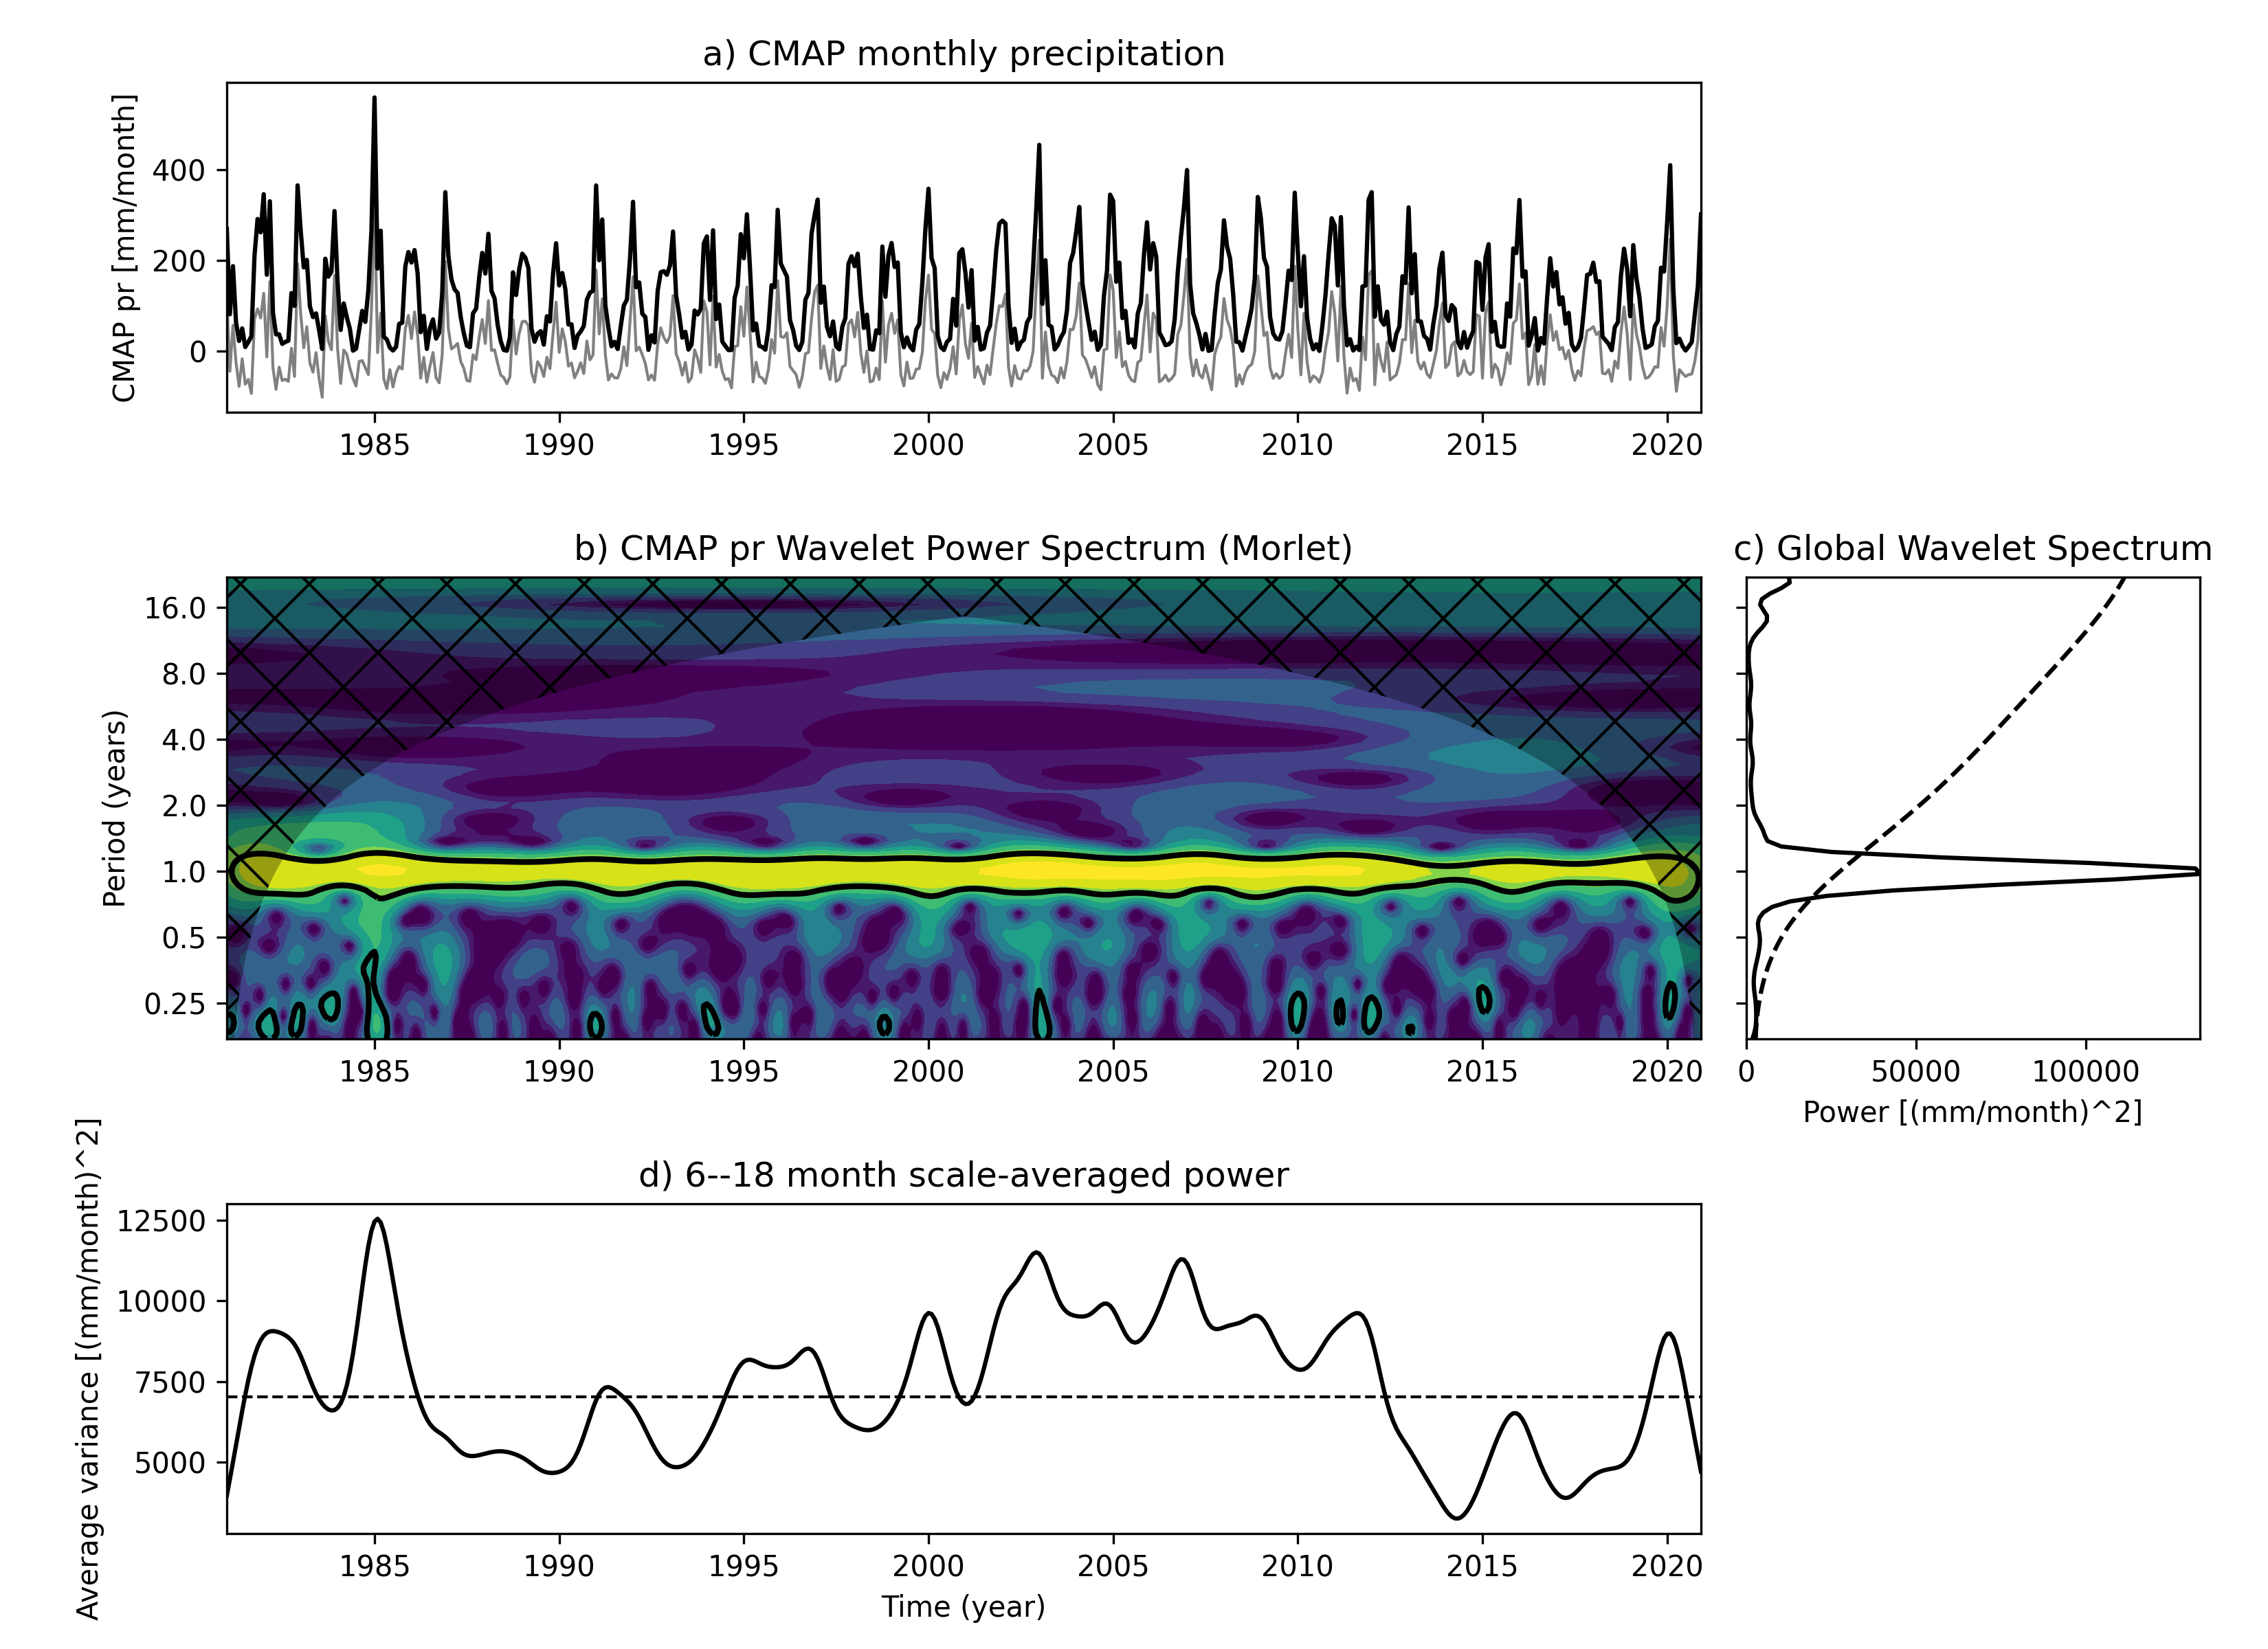 a) CMAP monthly precipitation
CMAP pr [mm/month]
400
200
0
1985 1990 1995 2000 2005 2010 2015 2020
b) CMAP pr Wavelet Power Spectrum (Morlet)
Period (years)
16.0
8.0
4.0
2.0
1.0
0.5
0.25
1985 1990 1995 2000 2005 2010 2015 2020
c) Global Wavelet Spectrum
0 50000 100000
Power [(mm/month)^2]
d) 6--18 month scale-averaged power
Average variance [(mm/month)^2]
12500
10000
7500
5000
1985 1990 1995 2000 2005 2010 2015 2020
Time (year)